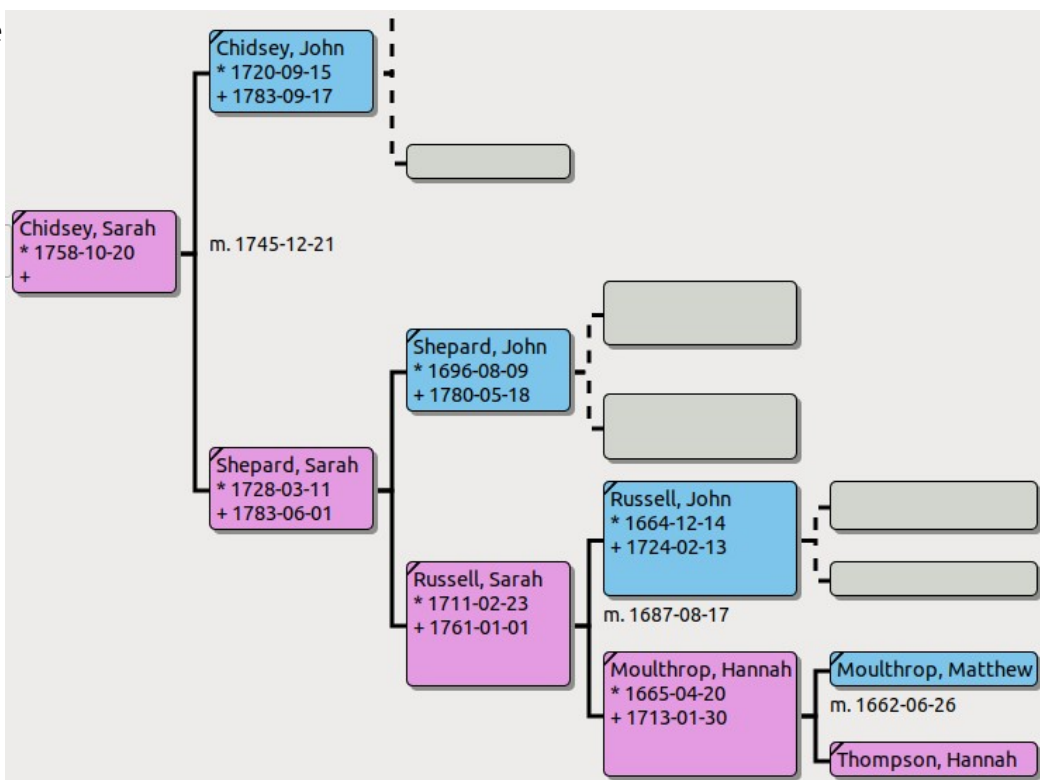 e
Chidsey, John
* 1720-09-15
+ 1783-09-17
Chidsey, Sarah
* 1758-10-20
+
m. 1745-12-21
Shepard, John
* 1696-08-09
+ 1780-05-18
Shepard, Sarah
* 1728-03-11
+ 1783-06-01
Russell, John
* 1664-12-14
+ 1724-02-13
Russell, Sarah
* 1711-02-23
+ 1761-01-01
m. 1687-08-17
Moulthrop, Hannah
* 1665-04-20
+ 1713-01-30
Moulthrop, Matthew
m. 1662-06-26
Thompson, Hannah